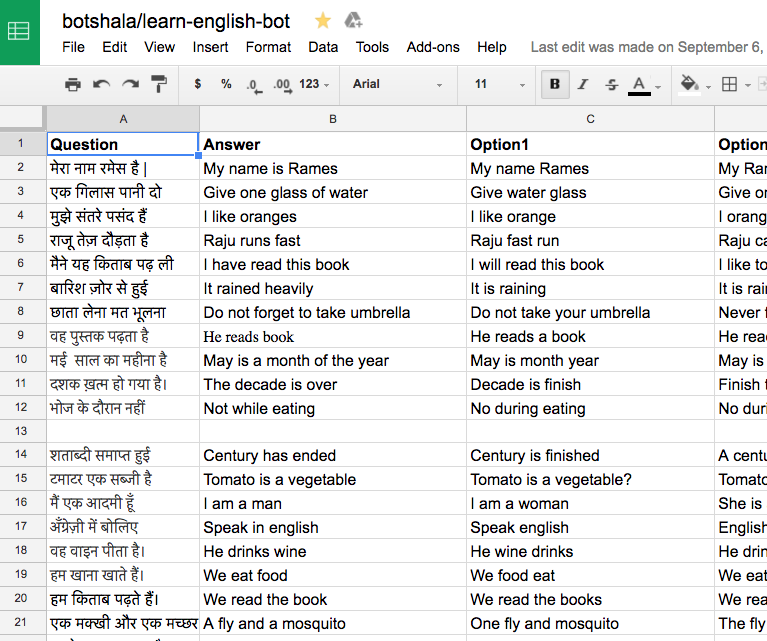 botshala/learn-english-bot
File Edit View Insert Format Data Tools Add-ons Help Last edit was made on September 6,
$ % .0 .00 123 Arial 11 B I S A
A B C
1 Question Answer Option1 Option
2 मेरा नाम रमेस है | My name is Rames My name Rames My Ram
3 एक गिलास पानी दो Give one glass of water Give water glass Give or
4 मुझे संतरे पसंद हैं I like oranges I like orange I orang
5 राजू तेज़ दौड़ता है Raju runs fast Raju fast run Raju ca
6 मैने यह किताब पढ़ ली I have read this book I will read this book I like to
7 बारिश ज़ोर से हुई It rained heavily It is raining It is rai
8 छाता लेना मत भूलना Do not forget to take umbrella Do not take your umbrella Never
9 वह पुस्तक पढ़ता है He reads book He reads a book He rea
10 मई साल का महीना है May is a month of the year May is month year May is
11 दशक ख़त्म हो गया है। The decade is over Decade is finish Finish
12 भोज के दौरान नहीं Not while eating No during eating No duri
13
14 शताब्दी समाप्त हुई Century has ended Century is finished A centu
15 टमाटर एक सब्जी है Tomato is a vegetable Tomato is a vegetable? Tomato
16 मैं एक आदमी हूँ I am a man I am a woman She is
17 अँग्रेज़ी में बोलिए Speak in english Speak english English
18 वह वाइन पीता है। He drinks wine He wine drinks He drin
19 हम खाना खाते हैं। We eat food We food eat We eat
20 हम किताब पढ़ते हैं। We read the book We read the books We rea
21 एक मक्खी और एक मच्छर A fly and a mosquito One fly and mosquito The fly